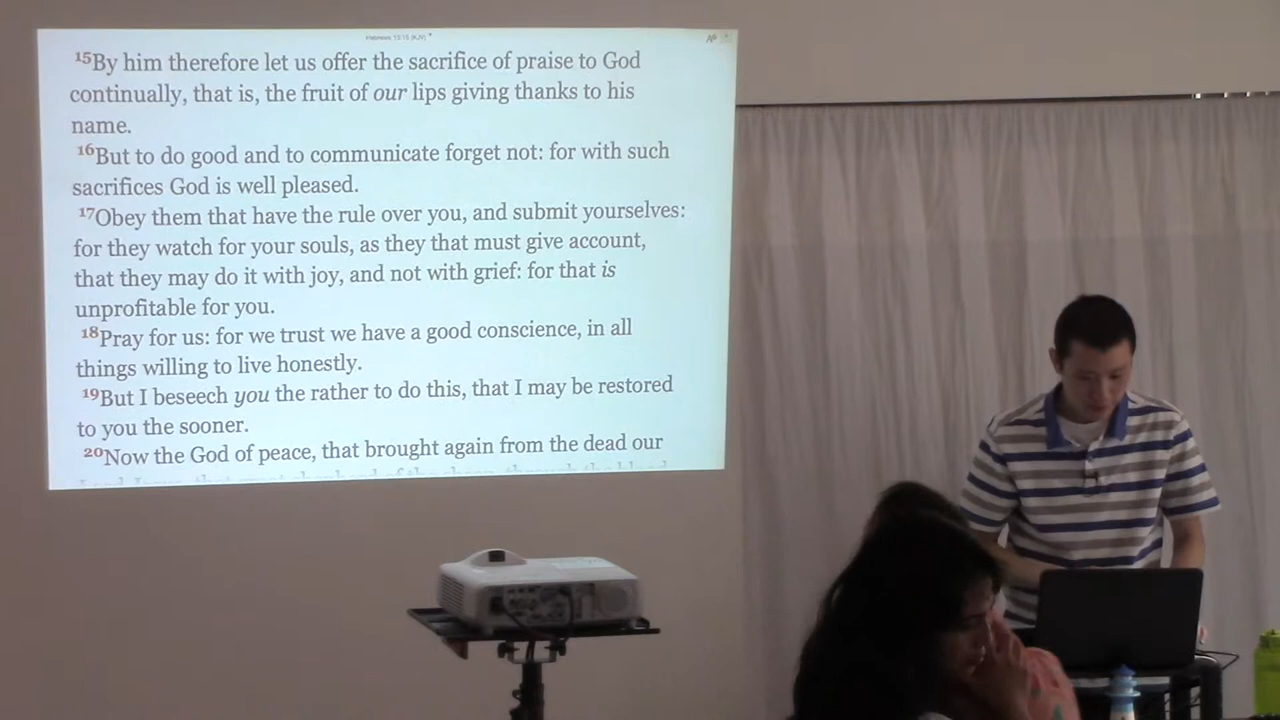 Hebrews 13:15 (KJV)
15By him therefore let us offer the sacrifice of praise to God
continually, that is, the fruit of our lips giving thanks to his
name.
16But to do good and to communicate forget not: for with such
sacrifices God is well pleased.
17Obey them that have the rule over you, and submit yourselves:
for they watch for your souls, as they that must give account,
that they may do it with joy, and not with grief: for that is
unprofitable for you.
18Pray for us: for we trust we have a good conscience, in all
things willing to live honestly.
19But I beseech you the rather to do this, that I may be restored
to you the sooner.
20Now the God of peace, that brought again from the dead our